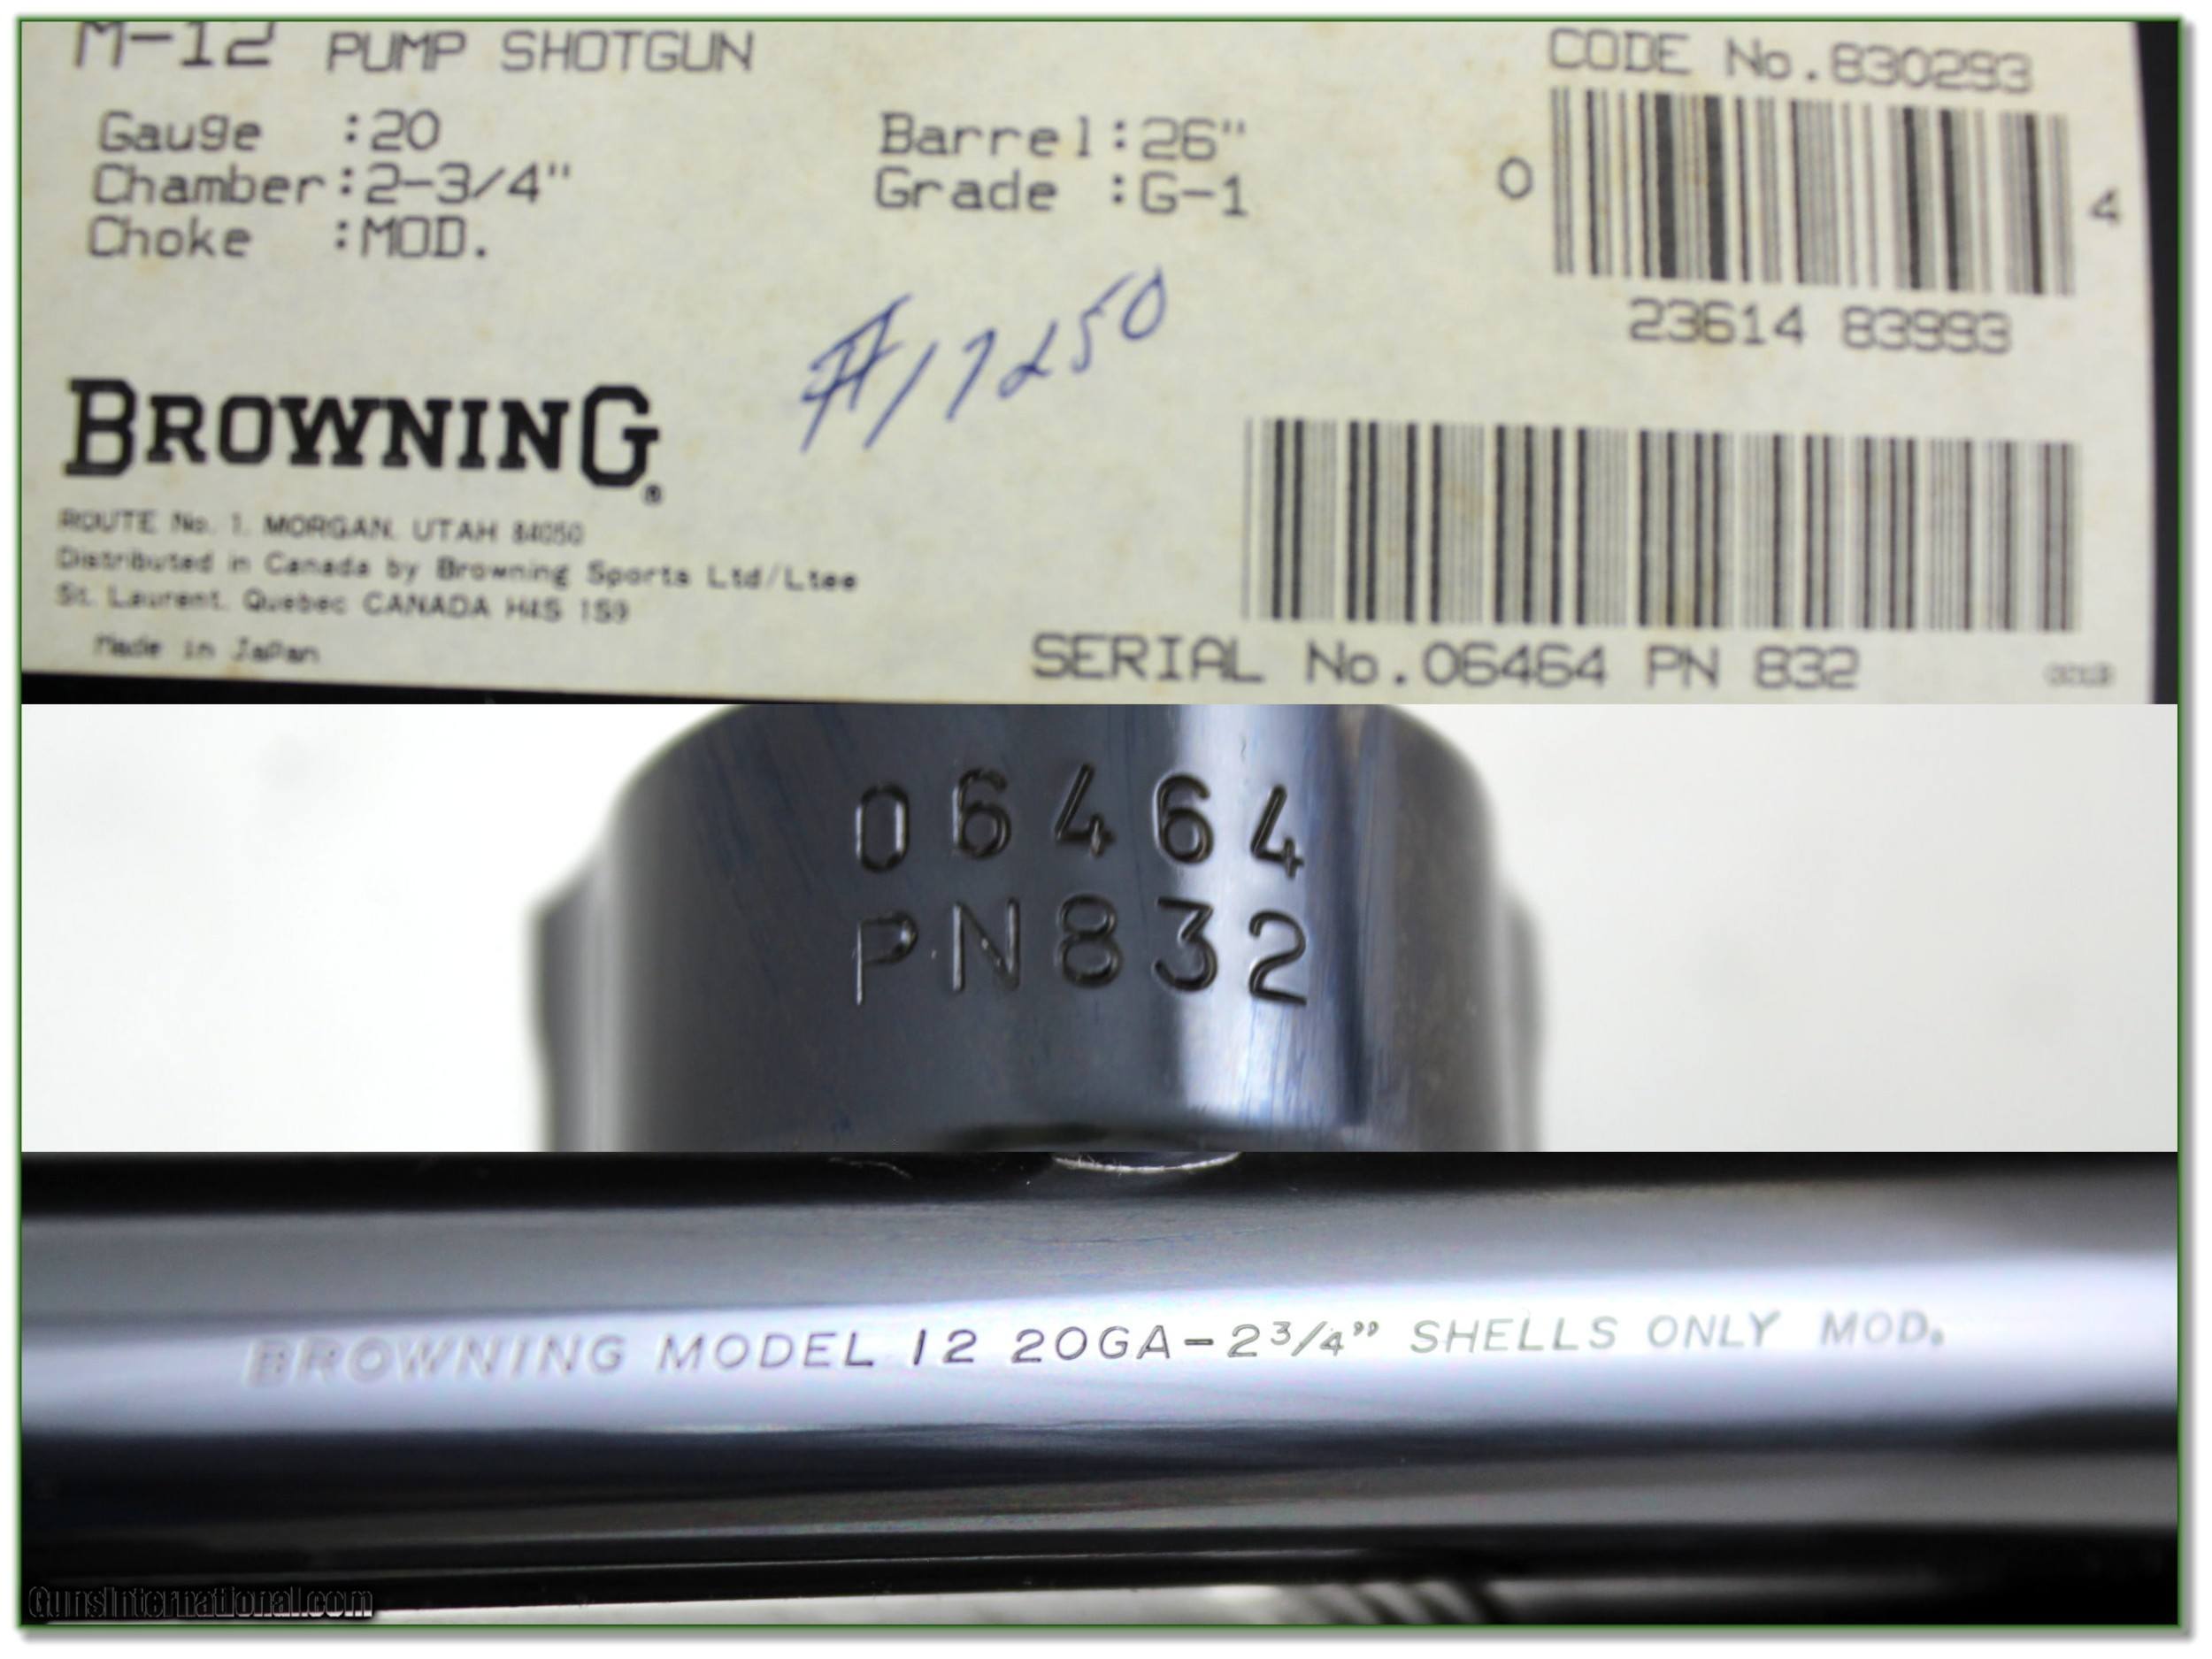 M-12 PUMP SHOTGUN
CODE No.830293
Gauge :20
Barrel:26"
Chamber:2-3/4"
Grade :G-1
Choke :MOD.
0 4
23614 83993
#17250
BROWNING®
ROUTE No. 1, MORGAN, UTAH 84050
Distributed in Canada by Browning Sports Ltd/Ltee
St. Laurent, Quebec CANADA H4S 1S9
Made in Japan
SERIAL No.06464 PN 832
06464
PN832
BROWNING MODEL 12 20GA-2¾" SHELLS ONLY MOD.
GunsInternational.com